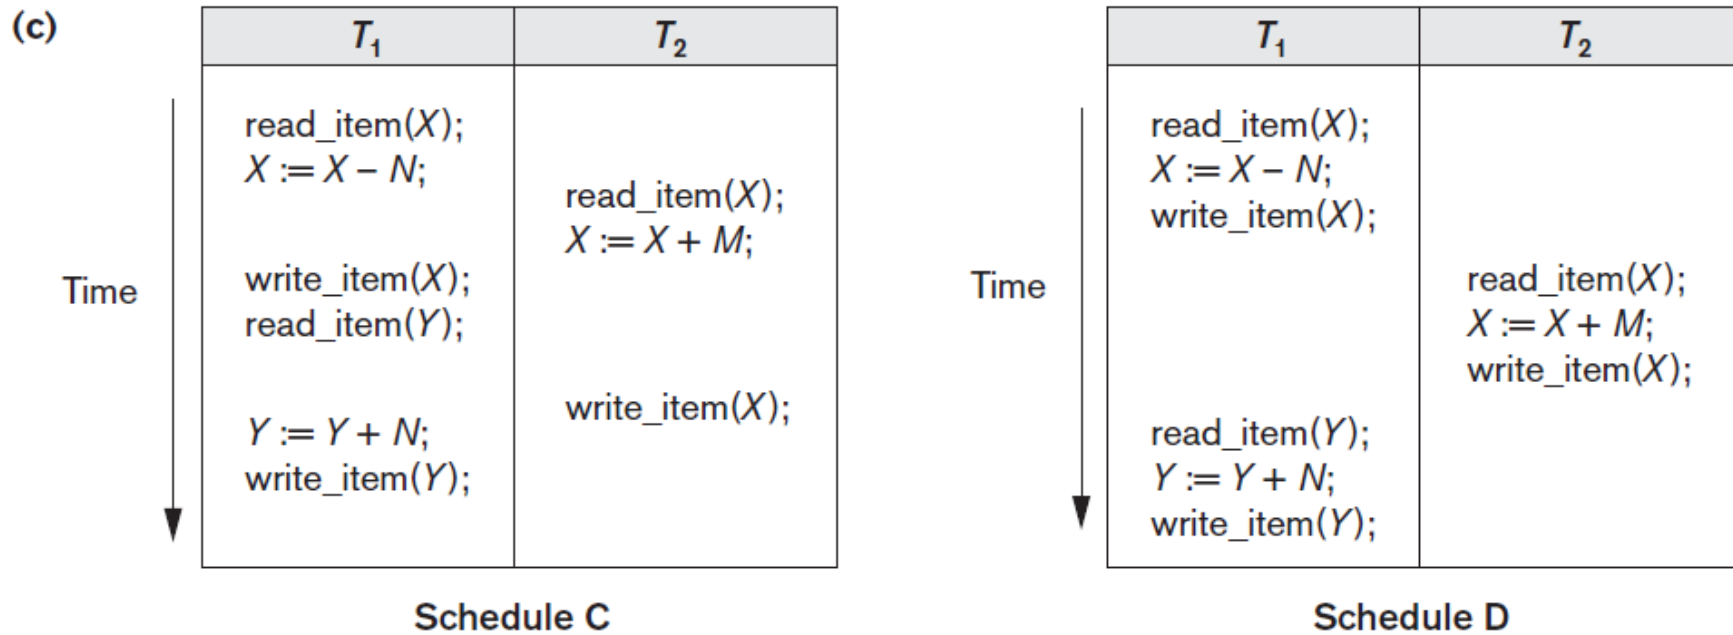 (c)
T₁ T₂
read_item(X);
X := X – N;
read_item(X);
X := X + M;
Time
write_item(X);
read_item(Y);
write_item(X);
Y := Y + N;
write_item(Y);
Schedule C
T₁ T₂
read_item(X);
X := X – N;
write_item(X);
Time
read_item(X);
X := X + M;
write_item(X);
read_item(Y);
Y := Y + N;
write_item(Y);
Schedule D